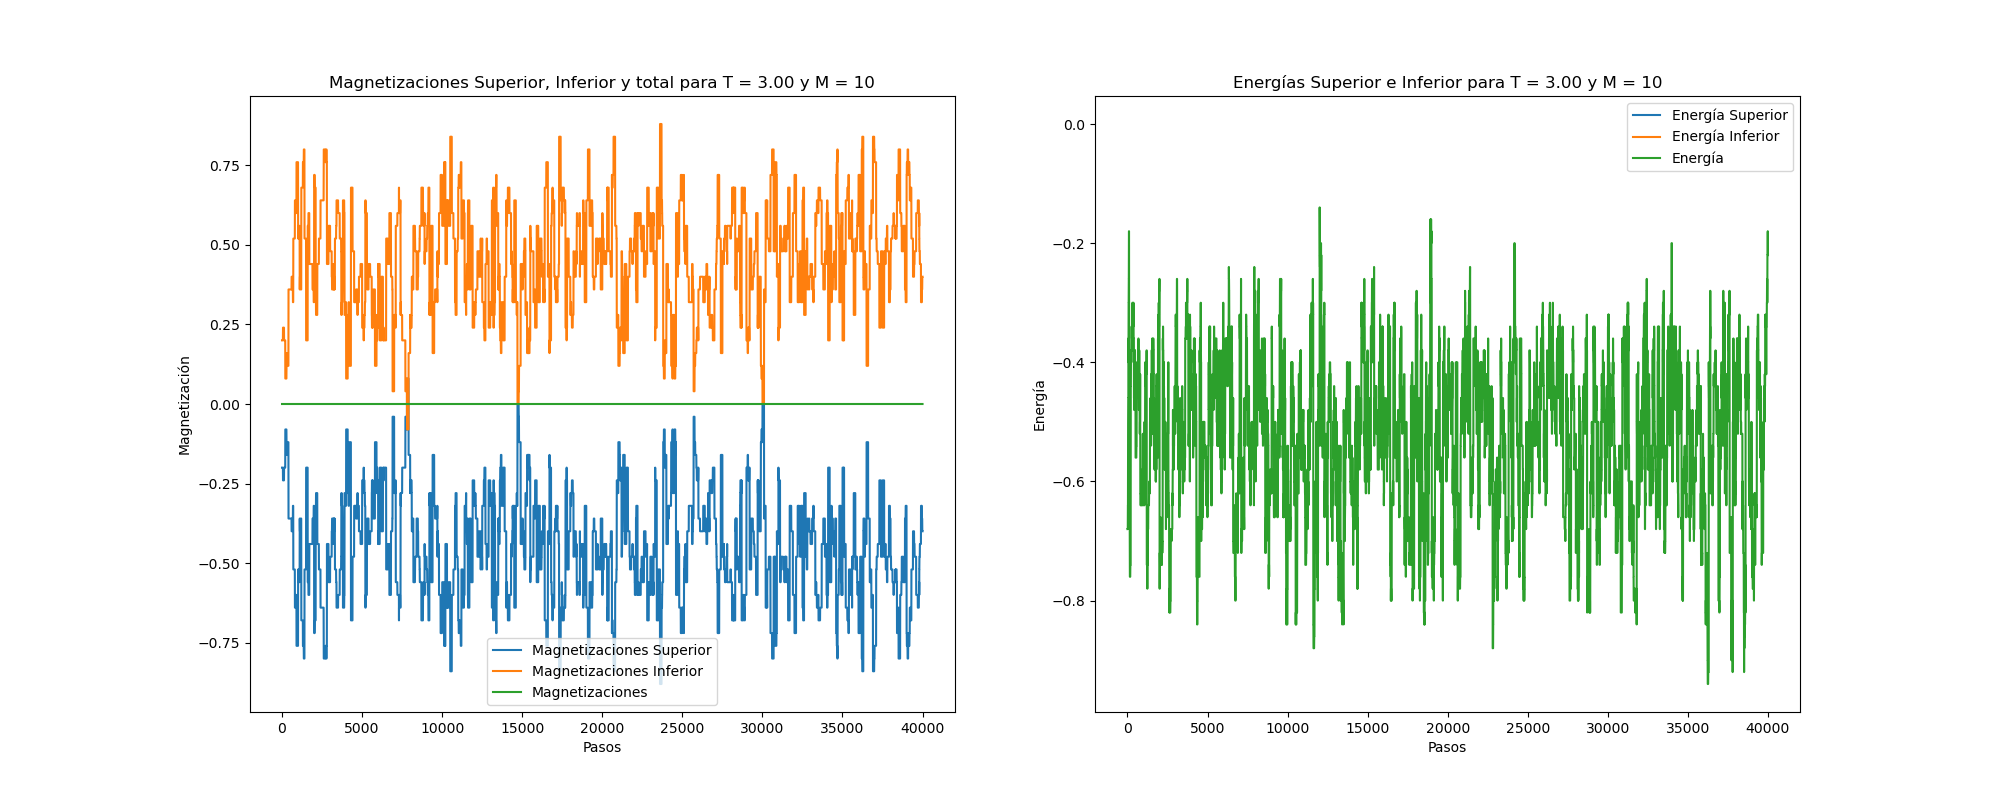 Magnetizaciones Superior, Inferior y total para T = 3.00 y M = 10
Magnetización
0.75
0.50
0.25
0.00
−0.25
−0.50
−0.75
Magnetizaciones Superior
Magnetizaciones Inferior
Magnetizaciones
0 5000 10000 15000 20000 25000 30000 35000 40000
Pasos
Energías Superior e Inferior para T = 3.00 y M = 10
Energía
0.0
−0.2
−0.4
−0.6
−0.8
Energía Superior
Energía Inferior
Energía
0 5000 10000 15000 20000 25000 30000 35000 40000
Pasos